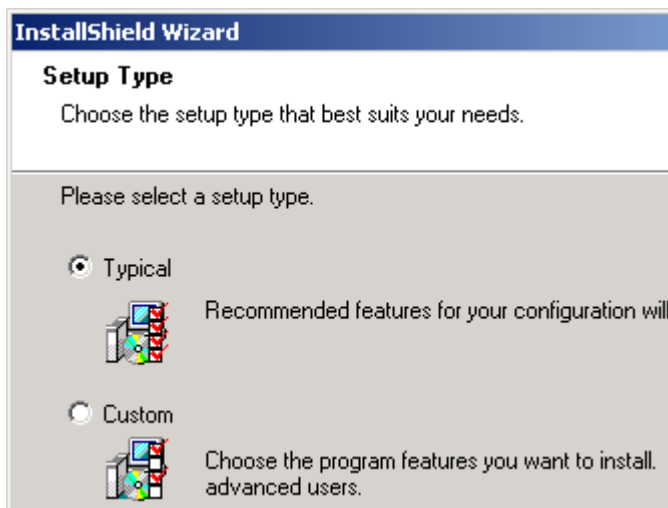 InstallShield Wizard
Setup Type
Choose the setup type that best suits your needs.
Please select a setup type.
Typical
Recommended features for your configuration will
Custom
Choose the program features you want to install.
advanced users.